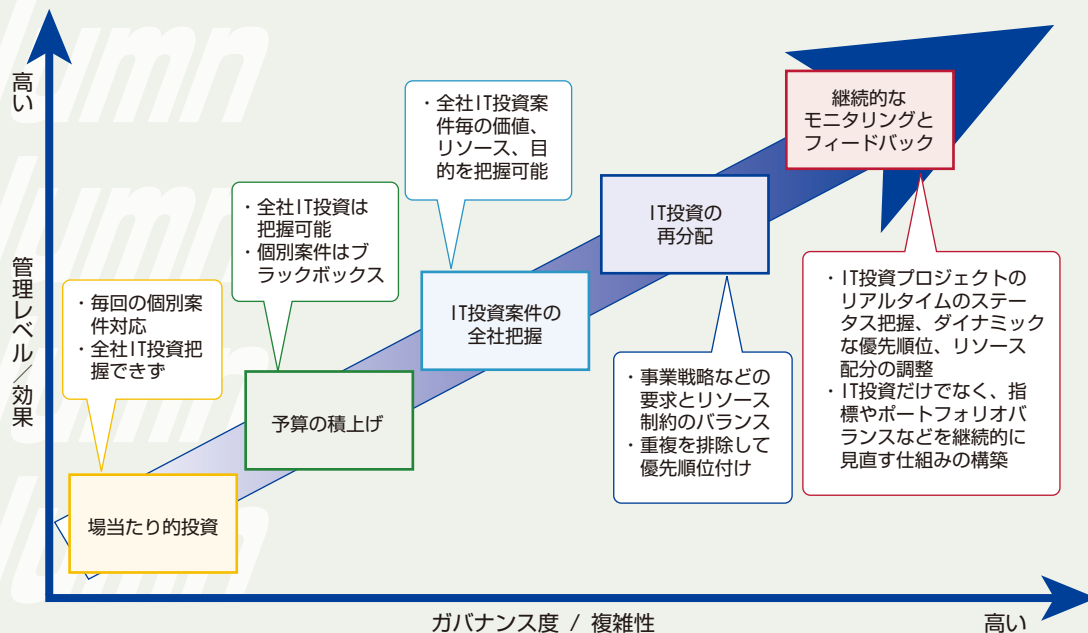 高い
管理レベル／効果
・全社IT投資案
件毎の価値、
リソース、目
的を把握可能
継続的な
モニタリングと
フィードバック
・全社IT投資は
把握可能
・個別案件はブ
ラックボックス
IT投資の
再分配
・毎回の個別案
件対応
・全社IT投資把
握できず
IT投資案件の
全社把握
・IT投資プロジェクトの
リアルタイムのステー
タス把握、ダイナミック
な優先順位、リソース
配分の調整
・IT投資だけでなく、指
標やポートフォリオバ
ランスなどを継続的に
見直す仕組みの構築
予算の積上げ
・事業戦略などの
要求とリソース
制約のバランス
・重複を排除して
優先順位付け
場当たり的投資
ガバナンス度 / 複雑性
高い
lumn
lumn
lumn
lumn